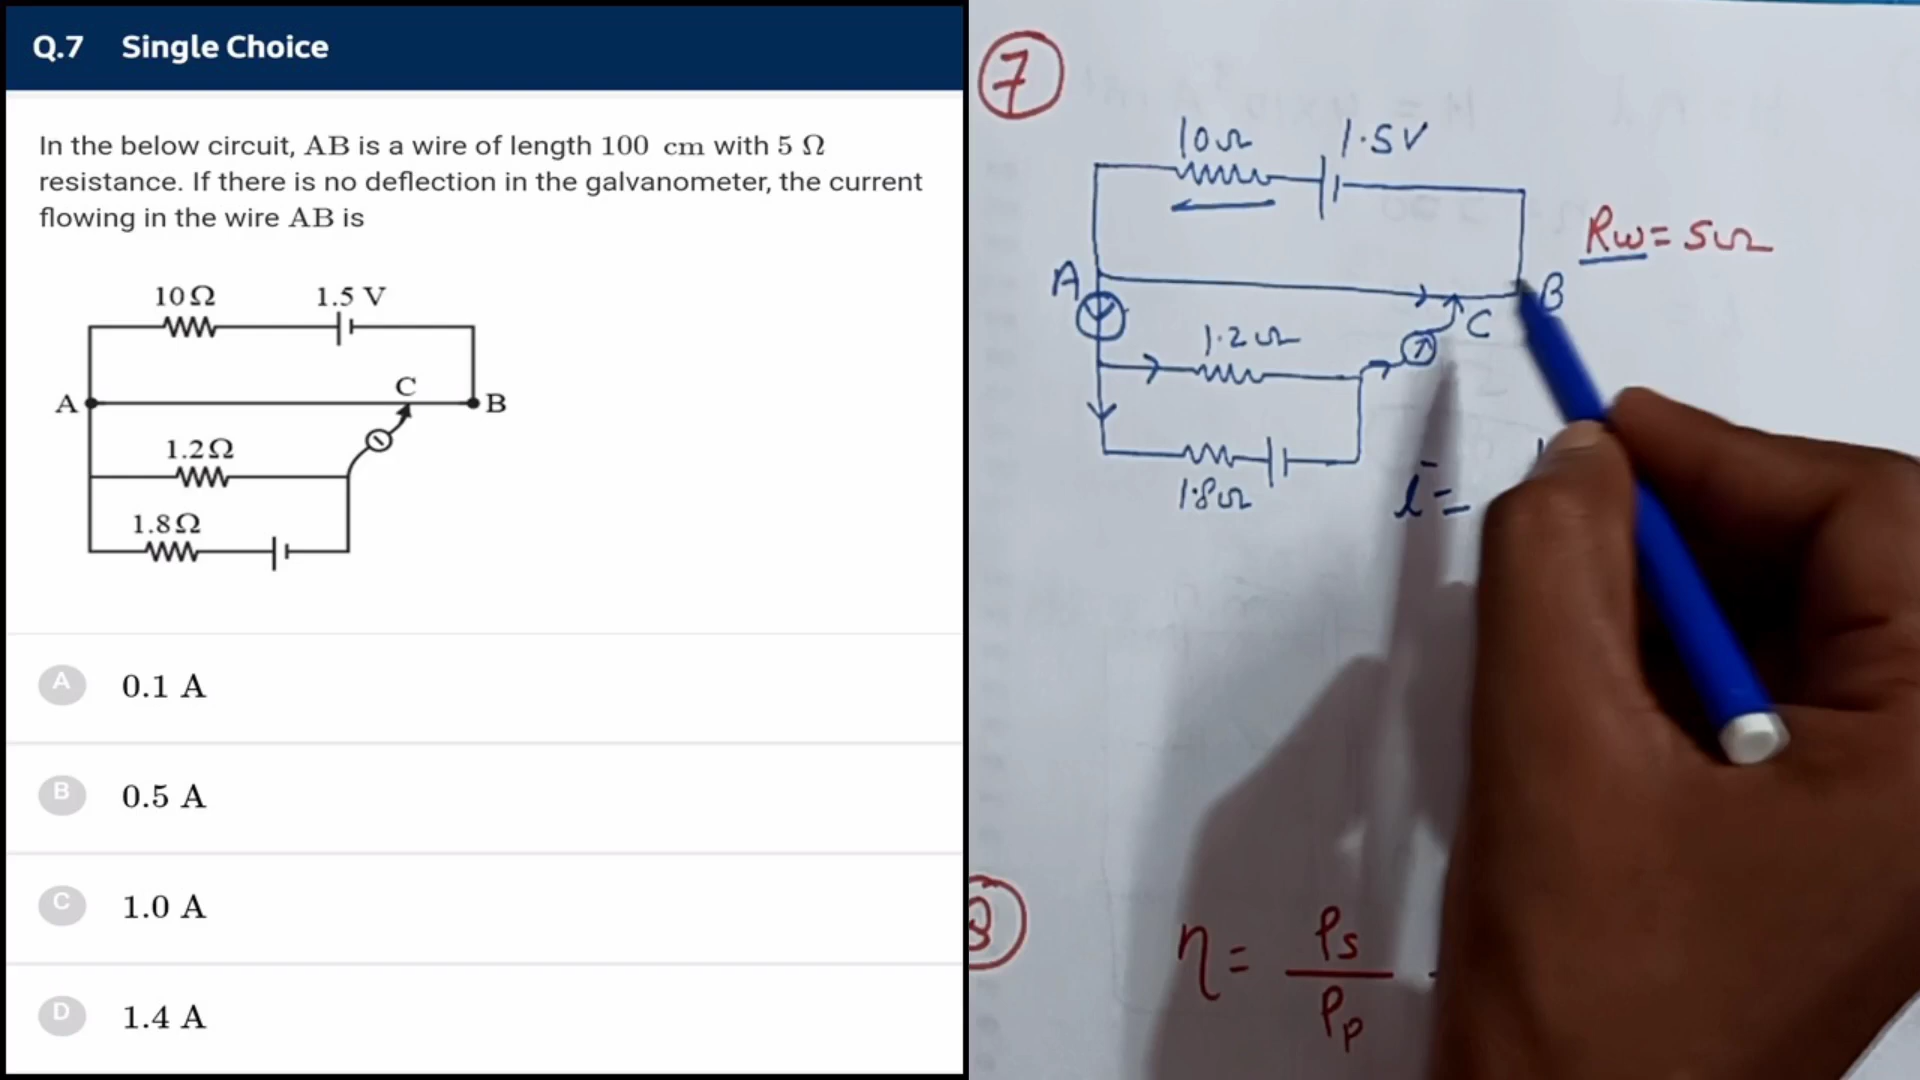 Q.7 Single Choice
In the below circuit, AB is a wire of length 100 cm with 5 Ω
resistance. If there is no deflection in the galvanometer, the current
flowing in the wire AB is
10Ω 1.5 V
C
A B
1.2Ω
1.8Ω
A 0.1 A
B 0.5 A
C 1.0 A
D 1.4 A
7
10Ω 1.5V
Rw = 5Ω
A B
C
1.2Ω
1.8Ω
i =
8
η = Ps
Pp